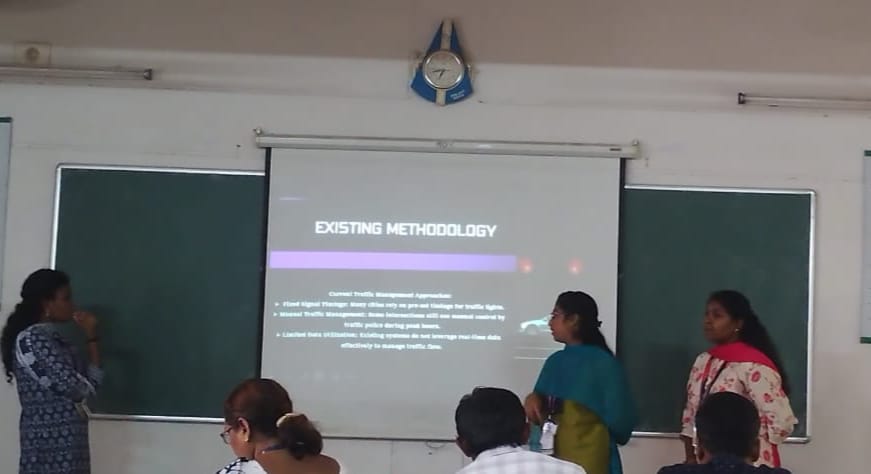 EXISTING METHODOLOGY
Current Traffic Management Approaches:
➤ Fixed Signal Timings: Many cities rely on pre-set timings for traffic lights.
➤ Manual Traffic Management: Some intersections still use manual control by
traffic police during peak hours.
➤ Limited Data Utilization: Existing systems do not leverage real-time data
effectively to manage traffic flow.